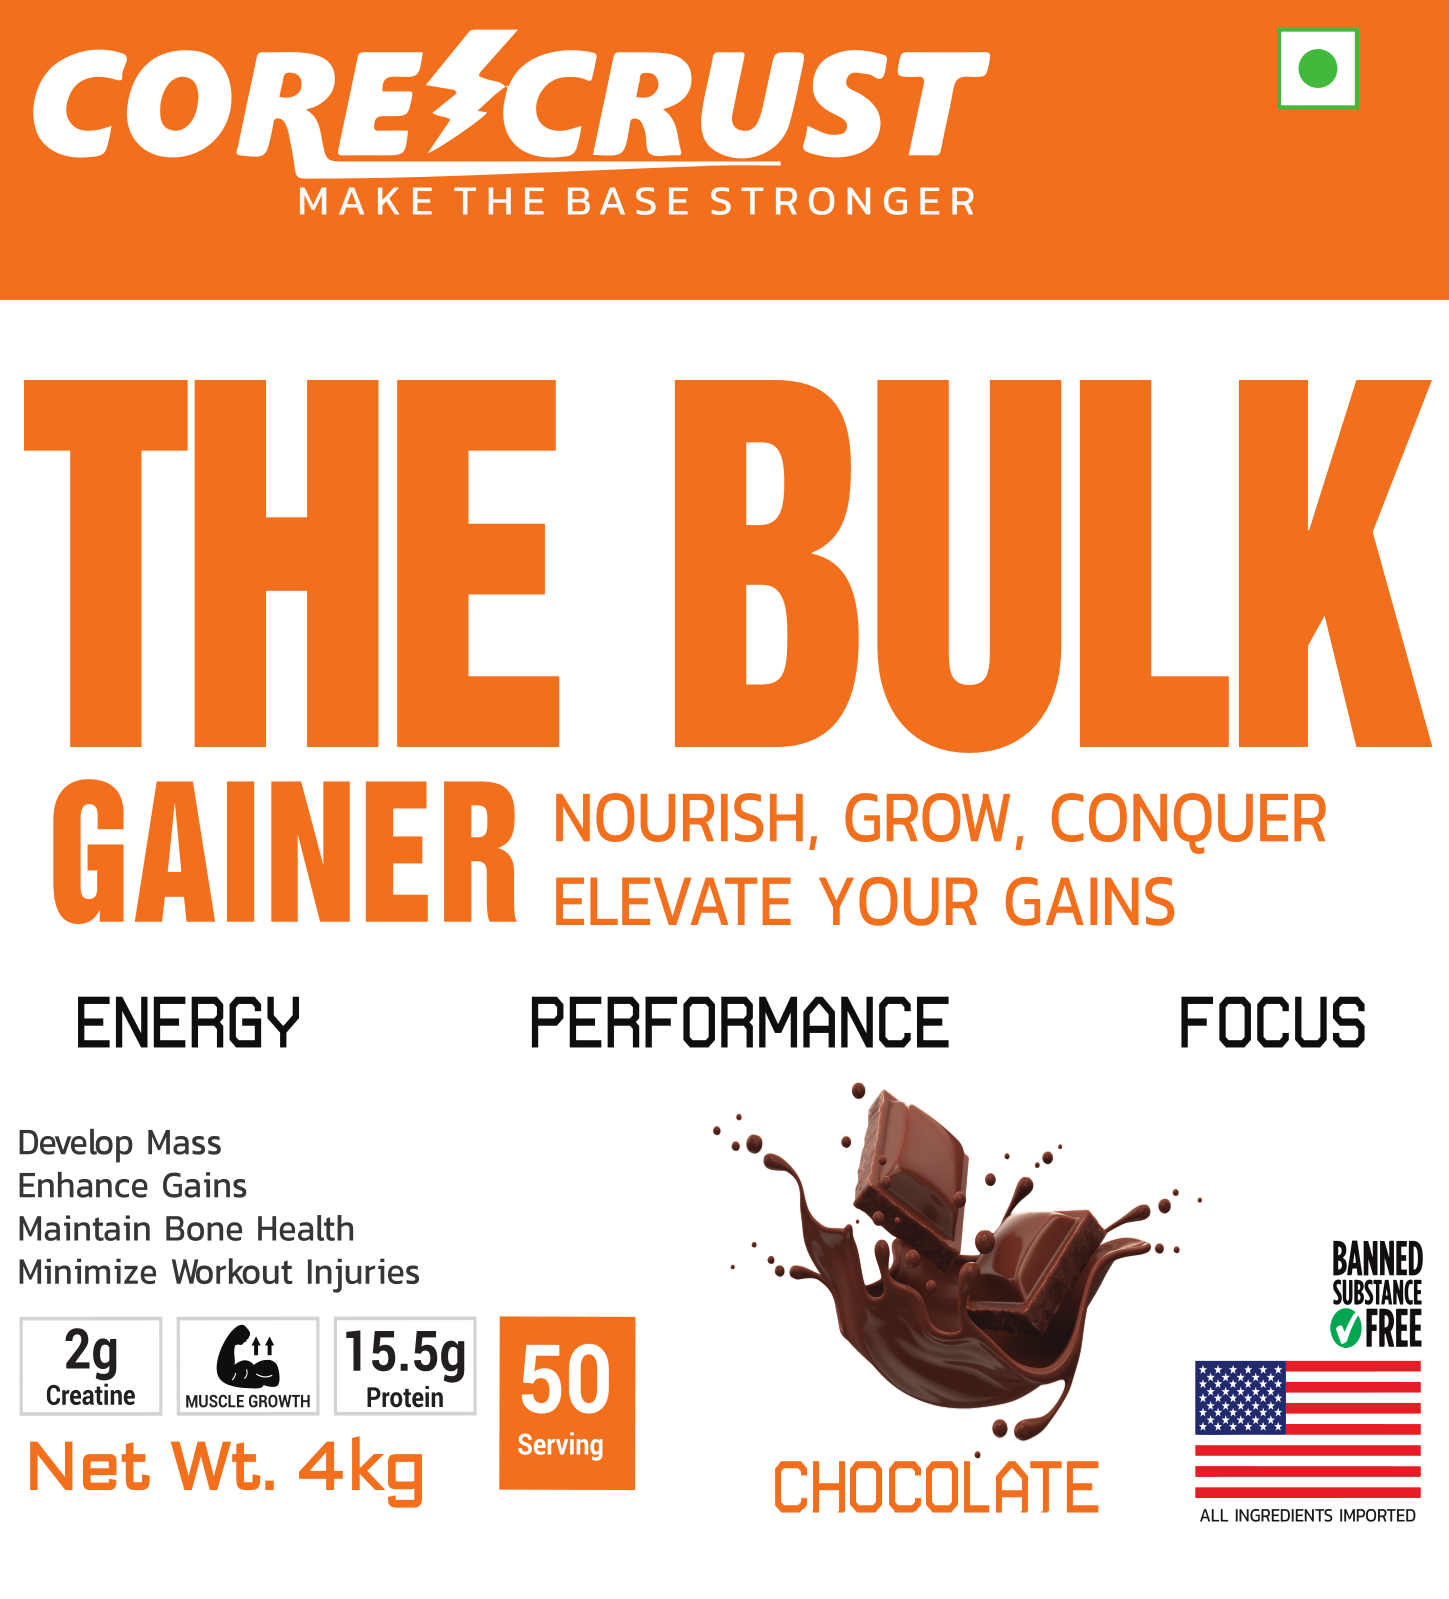 CORE CRUST
MAKE THE BASE STRONGER
THE BULK
GAINER
NOURISH, GROW, CONQUER
ELEVATE YOUR GAINS
ENERGY
PERFORMANCE
FOCUS
Develop Mass
Enhance Gains
Maintain Bone Health
Minimize Workout Injuries
2g
Creatine
MUSCLE GROWTH
15.5g
Protein
50
Serving
Net Wt. 4kg
CHOCOLATE
BANNED
SUBSTANCE
FREE
ALL INGREDIENTS IMPORTED